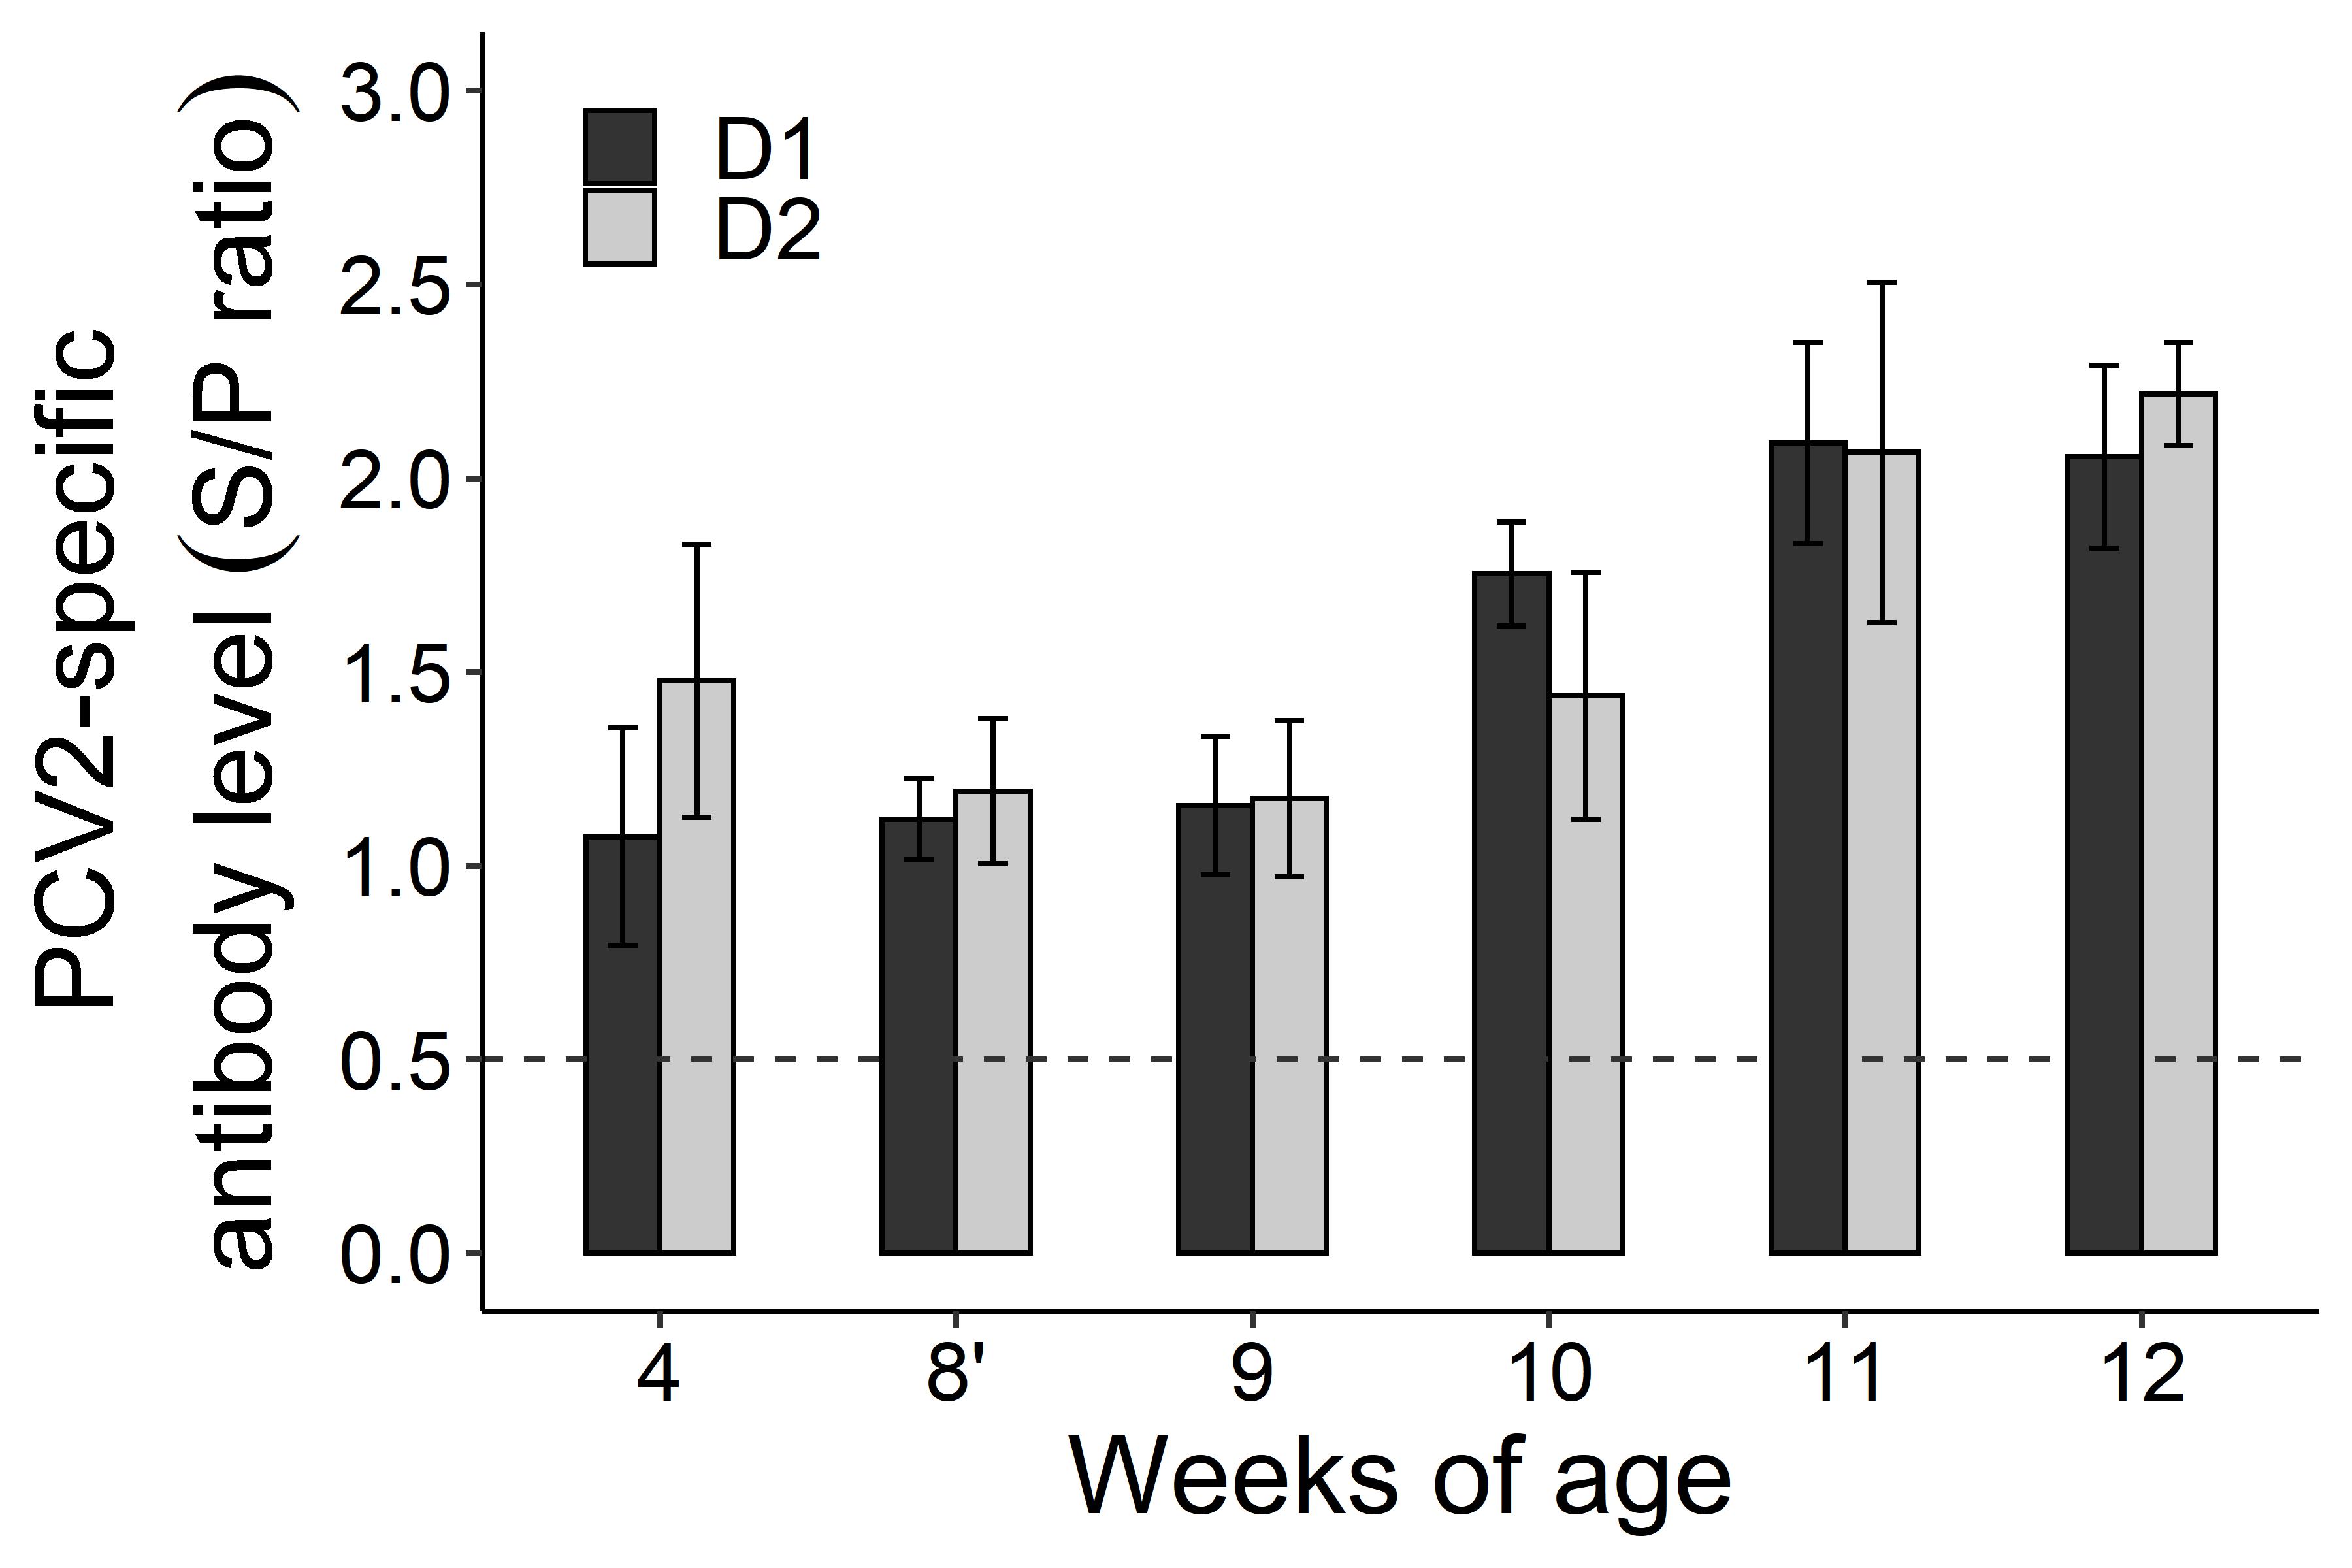 PCV2-specific
antibody level (S/P ratio)
3.0
2.5
2.0
1.5
1.0
0.5
0.0
D1
D2
4 8' 9 10 11 12
Weeks of age